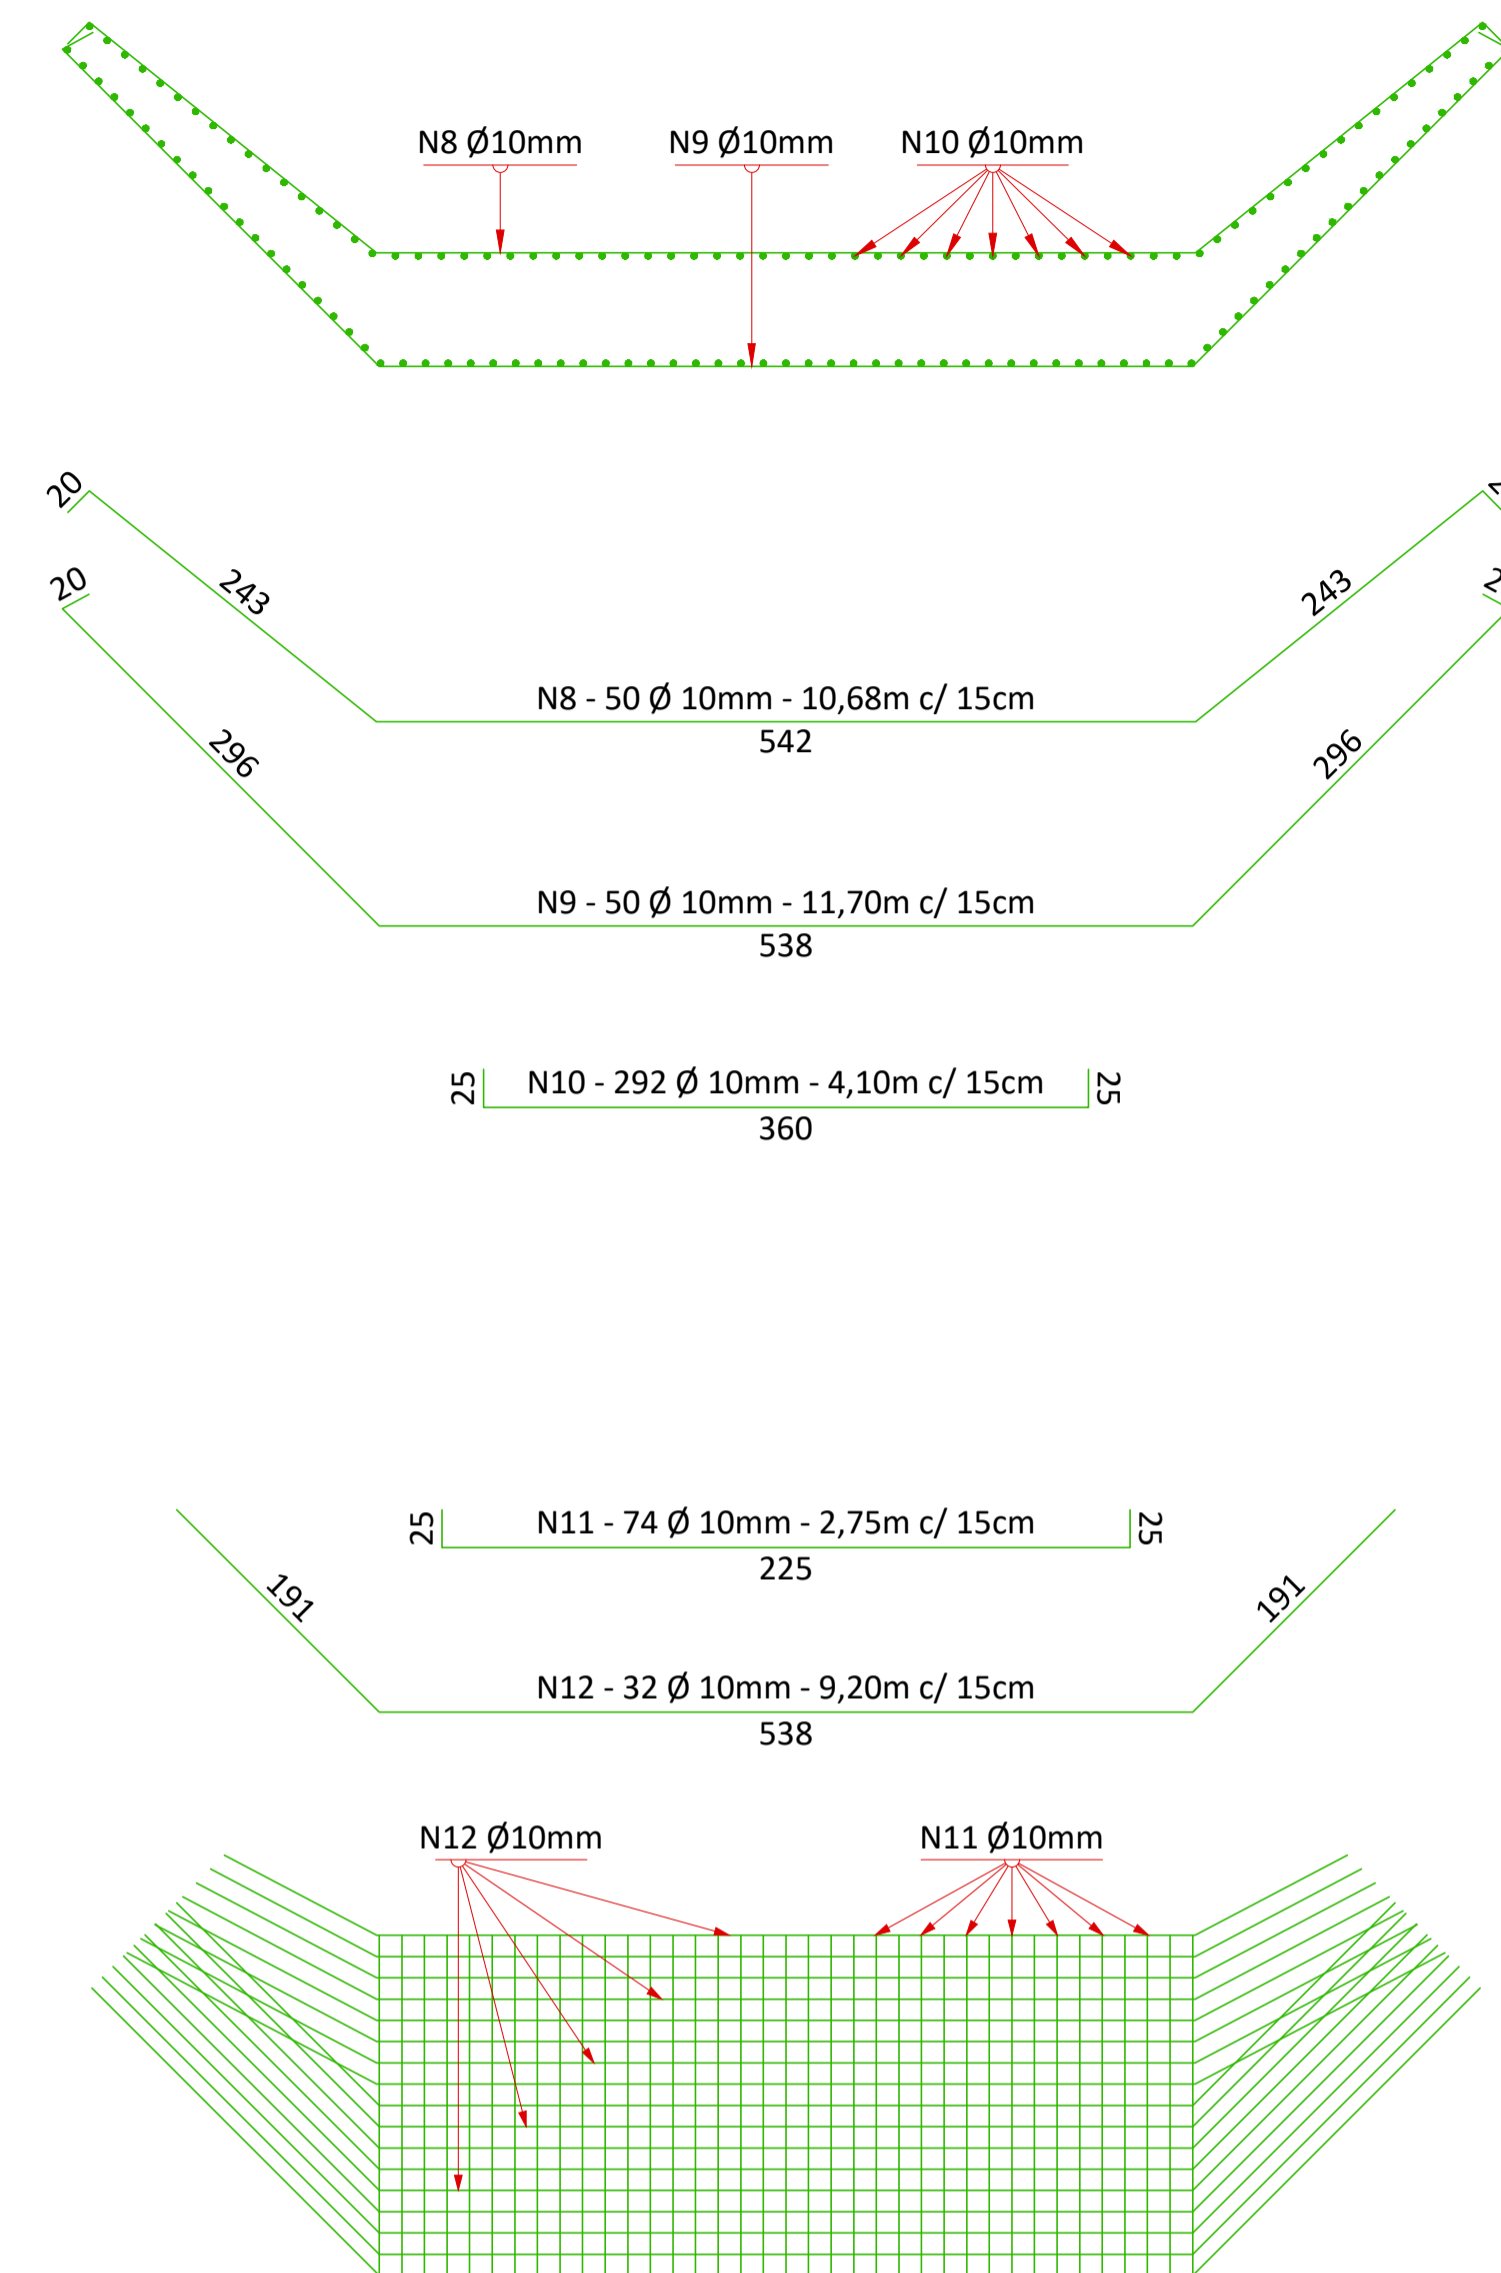 N8 Ø10mm
N9 Ø10mm
N10 Ø10mm
20
243
243
N8 - 50 Ø 10mm - 10,68m c/ 15cm
542
20
296
296
N9 - 50 Ø 10mm - 11,70m c/ 15cm
538
25
N10 - 292 Ø 10mm - 4,10m c/ 15cm
25
360
25
N11 - 74 Ø 10mm - 2,75m c/ 15cm
25
225
191
191
N12 - 32 Ø 10mm - 9,20m c/ 15cm
538
N12 Ø10mm
N11 Ø10mm